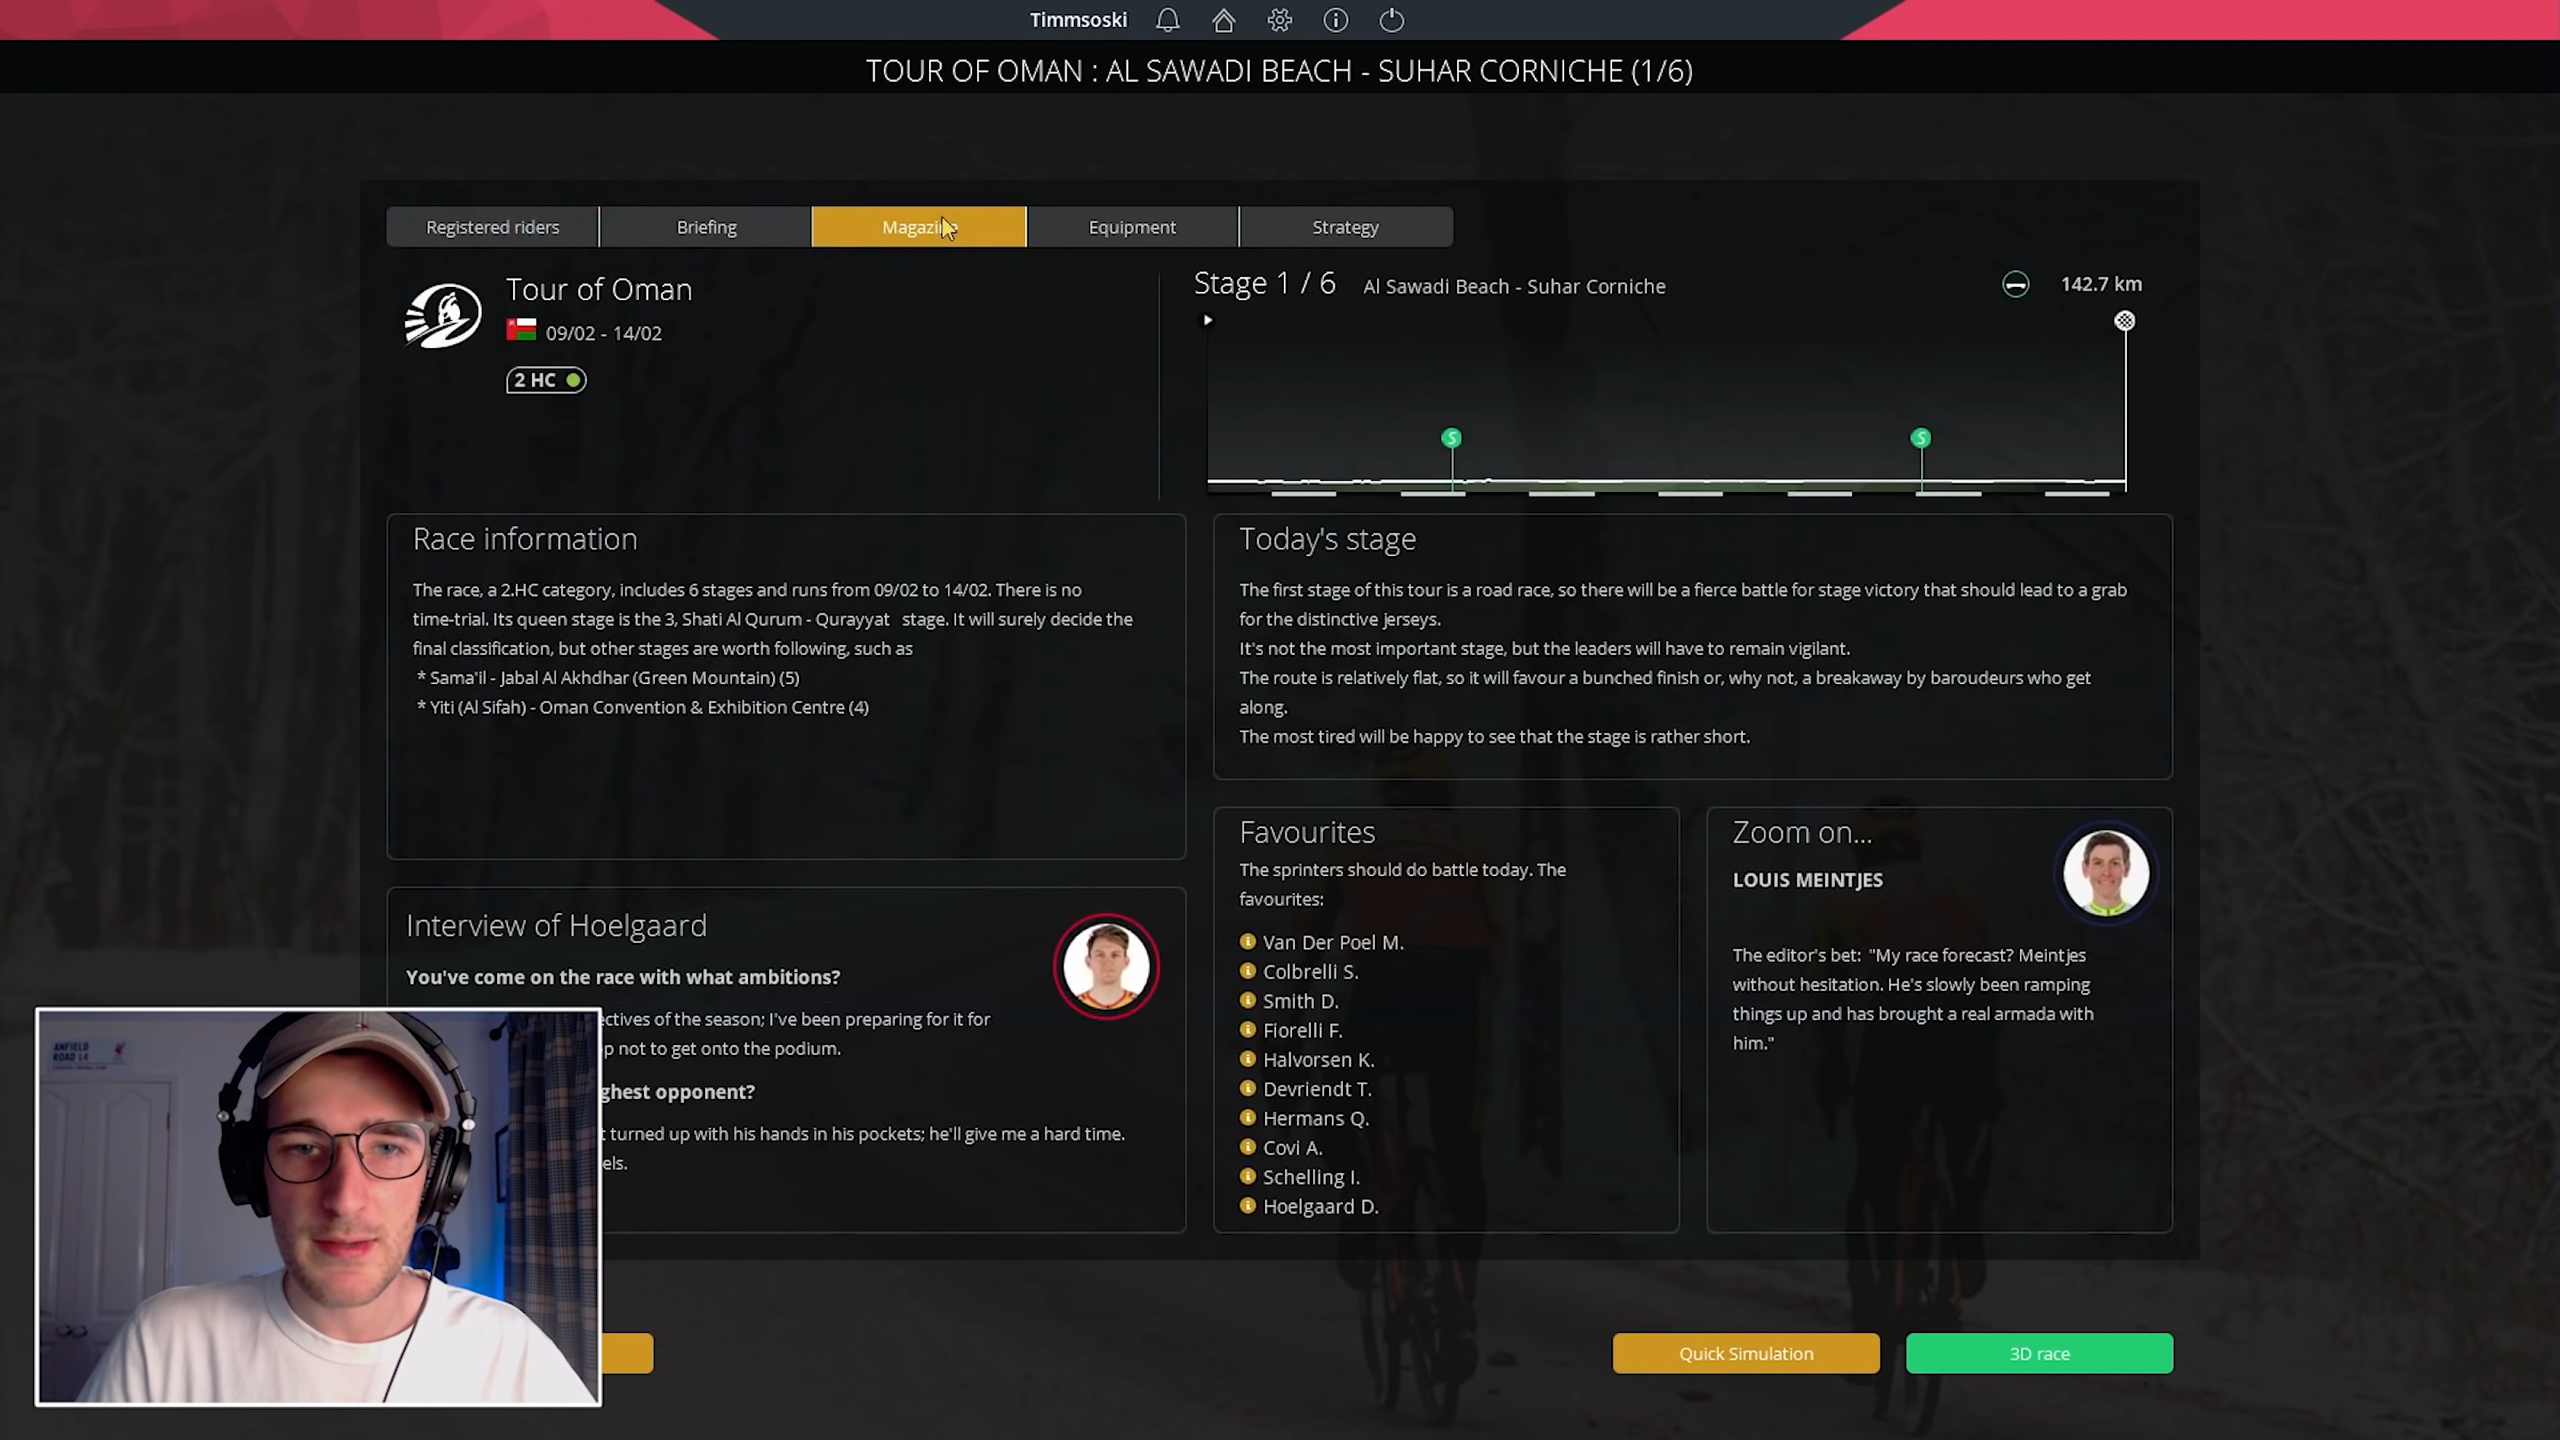 Timmsoski
TOUR OF OMAN : AL SAWADI BEACH - SUHAR CORNICHE (1/6)
Registered riders
Briefing
Magazine
Equipment
Strategy
Tour of Oman
09/02 - 14/02
2 HC
Stage 1 / 6 Al Sawadi Beach - Suhar Corniche
142.7 km
S
S
Race information
The race, a 2.HC category, includes 6 stages and runs from 09/02 to 14/02. There is no
time-trial. Its queen stage is the 3, Shati Al Qurum - Qurayyat stage. It will surely decide the
final classification, but other stages are worth following, such as
* Sama'il - Jabal Al Akhdhar (Green Mountain) (5)
* Yiti (Al Sifah) - Oman Convention & Exhibition Centre (4)
Today's stage
The first stage of this tour is a road race, so there will be a fierce battle for stage victory that should lead to a grab
for the distinctive jerseys.
It's not the most important stage, but the leaders will have to remain vigilant.
The route is relatively flat, so it will favour a bunched finish or, why not, a breakaway by baroudeurs who get
along.
The most tired will be happy to see that the stage is rather short.
Interview of Hoelgaard
You've come on the race with what ambitions?
ectives of the season; I've been preparing for it for
p not to get onto the podium.
ghest opponent?
t turned up with his hands in his pockets; he'll give me a hard time.
els.
Favourites
The sprinters should do battle today. The
favourites:
Van Der Poel M.
Colbrelli S.
Smith D.
Fiorelli F.
Halvorsen K.
Devriendt T.
Hermans Q.
Covi A.
Schelling I.
Hoelgaard D.
Zoom on...
LOUIS MEINTJES
The editor's bet: "My race forecast? Meintjes
without hesitation. He's slowly been ramping
things up and has brought a real armada with
him."
ANFIELD
ROAD L4
Quick Simulation
3D race